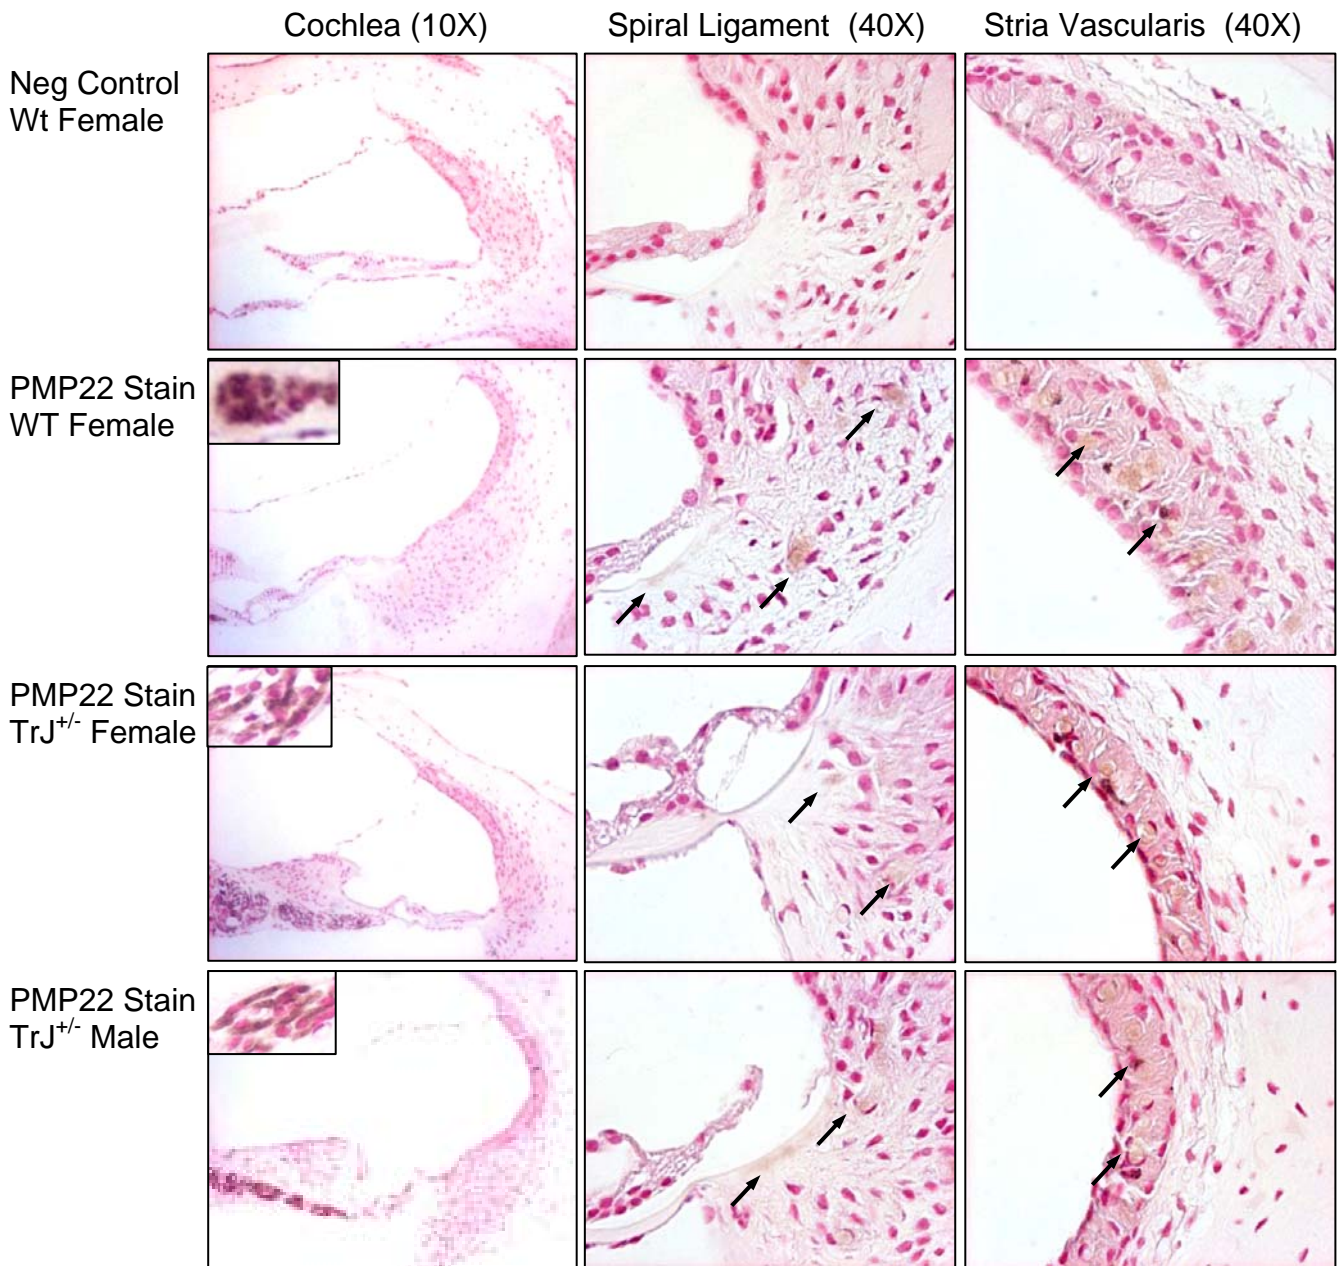 Cochlea (10X)
Spiral Ligament (40X)
Stria Vascularis (40X)
Neg Control
Wt Female
PMP22 Stain
WT Female
PMP22 Stain
TrJ+/- Female
PMP22 Stain
TrJ+/- Male